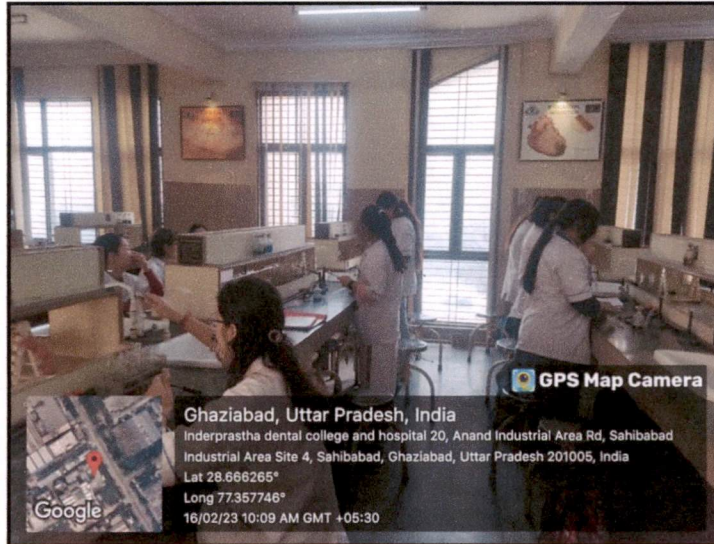 GPS Map Camera
Ghaziabad, Uttar Pradesh, India
Inderprastha dental college and hospital 20, Anand Industrial Area Rd, Sahibabad
Industrial Area Site 4, Sahibabad, Ghaziabad, Uttar Pradesh 201005, India
Lat 28.666265°
Long 77.357746°
16/02/23 10:09 AM GMT +05:30
Google